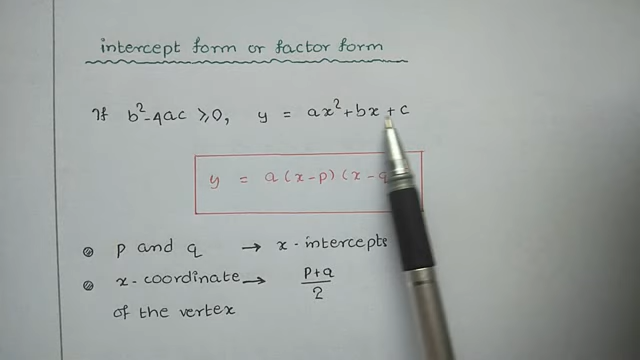 intercept form or factor form
If b²-4ac ≥0, y = ax²+bx+c
y = a(x-p)(x-q
p and q → x-intercepts
x-coordinate → p+q/2
of the vertex